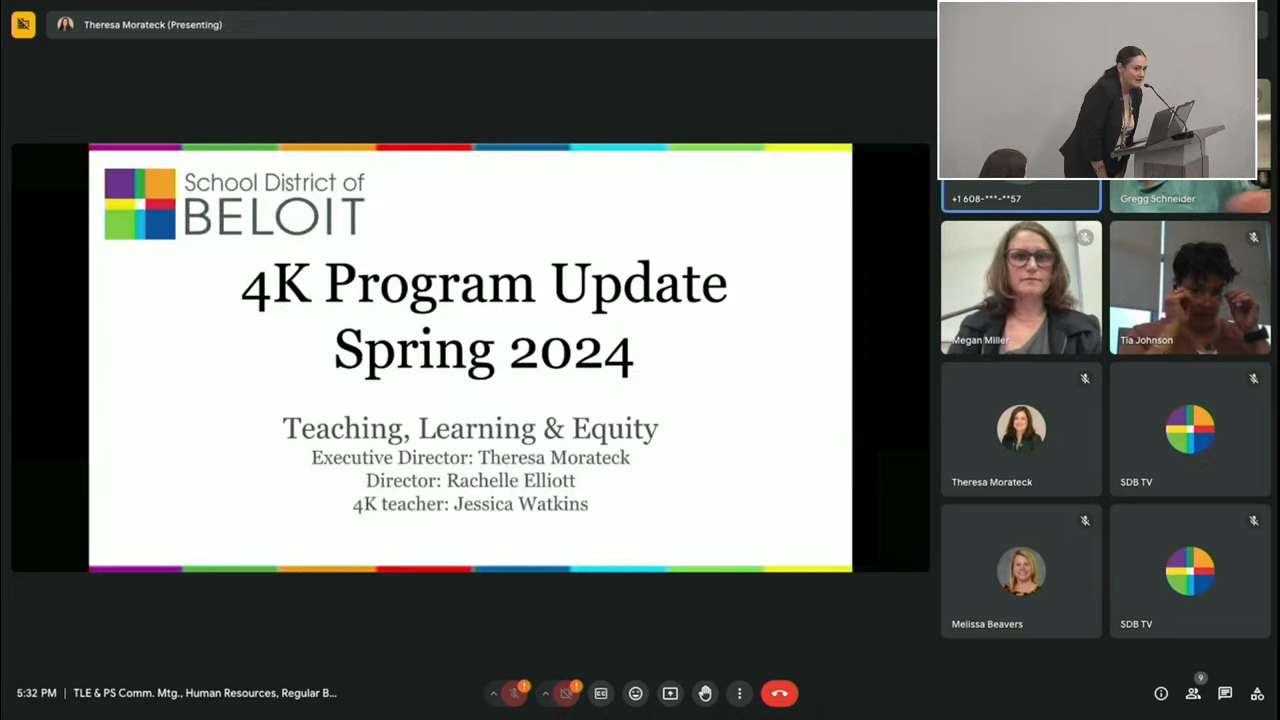 Theresa Morateck (Presenting)
School District of
BELOIT
4K Program Update
Spring 2024
Teaching, Learning & Equity
Executive Director: Theresa Morateck
Director: Rachelle Elliott
4K teacher: Jessica Watkins
+1 608-***-**57
Gregg Schneider
Megan Miller
Tia Johnson
Theresa Morateck
SDB TV
Melissa Beavers
SDB TV
5:32 PM | TLE & PS Comm. Mtg., Human Resources, Regular B...
CC
9